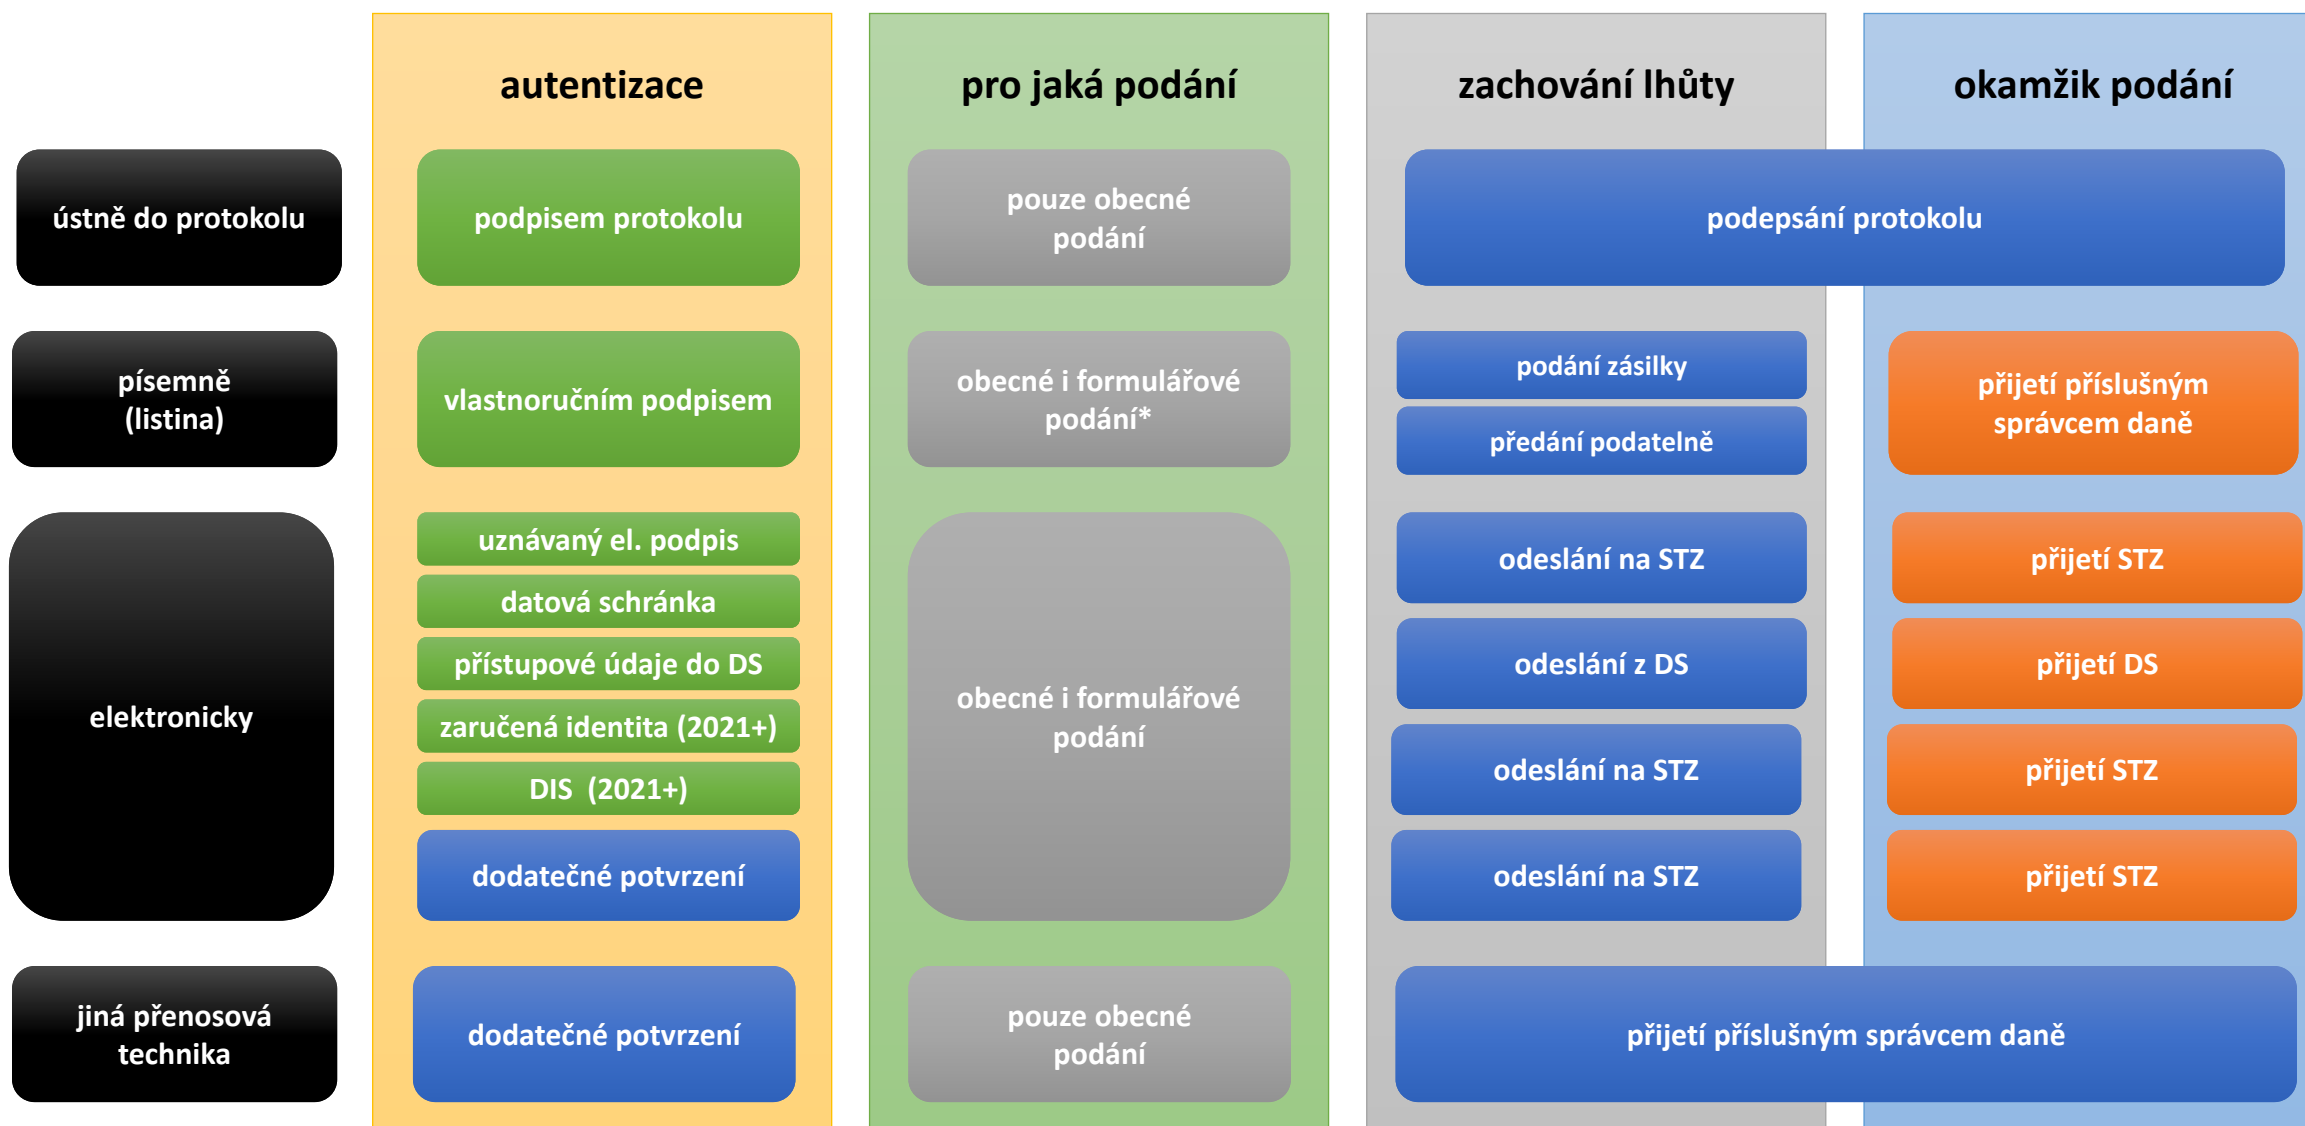 autentizace
pro jaká podání
zachování lhůty
okamžik podání
ústně do protokolu
podpisem protokolu
pouze obecné
podání
podepsání protokolu
písemně
(listina)
vlastnoručním podpisem
obecné i formulářové
podání*
podání zásilky
předání podatelně
přijetí příslušným
správcem daně
elektronicky
uznávaný el. podpis
datová schránka
přístupové údaje do DS
zaručená identita (2021+)
DIS (2021+)
dodatečné potvrzení
obecné i formulářové
podání
odeslání na STZ
přijetí STZ
odeslání z DS
přijetí DS
odeslání na STZ
přijetí STZ
odeslání na STZ
přijetí STZ
jiná přenosová
technika
dodatečné potvrzení
pouze obecné
podání
přijetí příslušným správcem daně